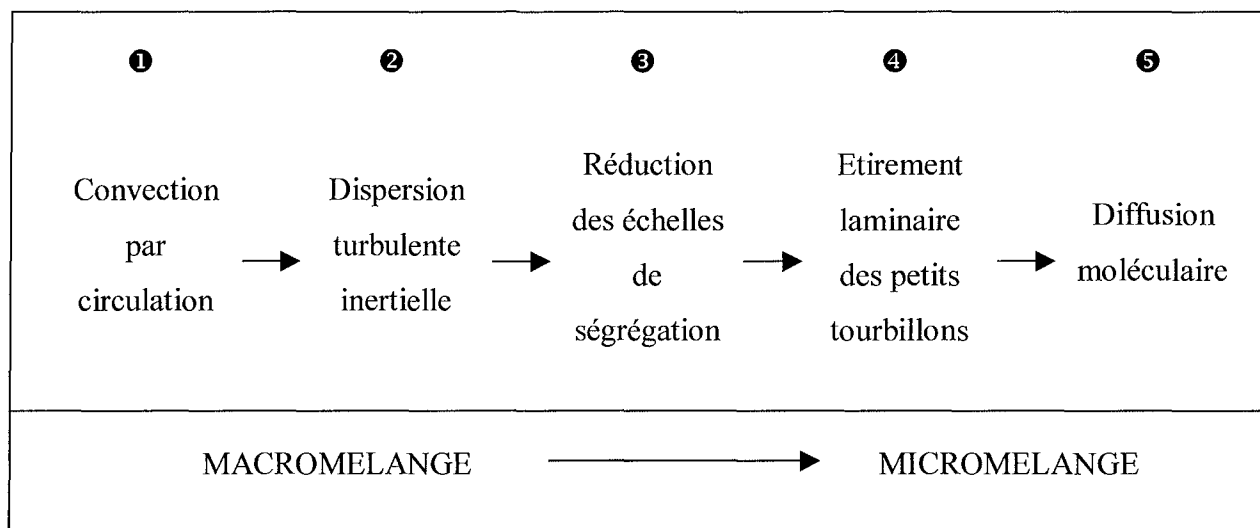 ❶ ❷ ❸ ❹ ❺
Convection
par
circulation
Dispersion
turbulente
inertielle
Réduction
des échelles
de
ségrégation
Etirement
laminaire
des petits
tourbillons
Diffusion
moléculaire
MACROMELANGE MICROMELANGE